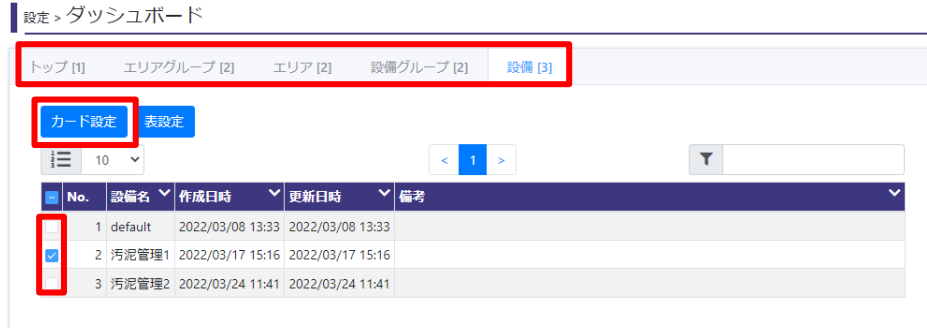 設定 > ダッシュボード
トップ [1] エリアグループ [2] エリア [2] 設備グループ [2] 設備 [3]
カード設定 表設定
10 < 1 >
No. 設備名 作成日時 更新日時 備考
1 default 2022/03/08 13:33 2022/03/08 13:33
2 汚泥管理1 2022/03/17 15:16 2022/03/17 15:16
3 汚泥管理2 2022/03/24 11:41 2022/03/24 11:41